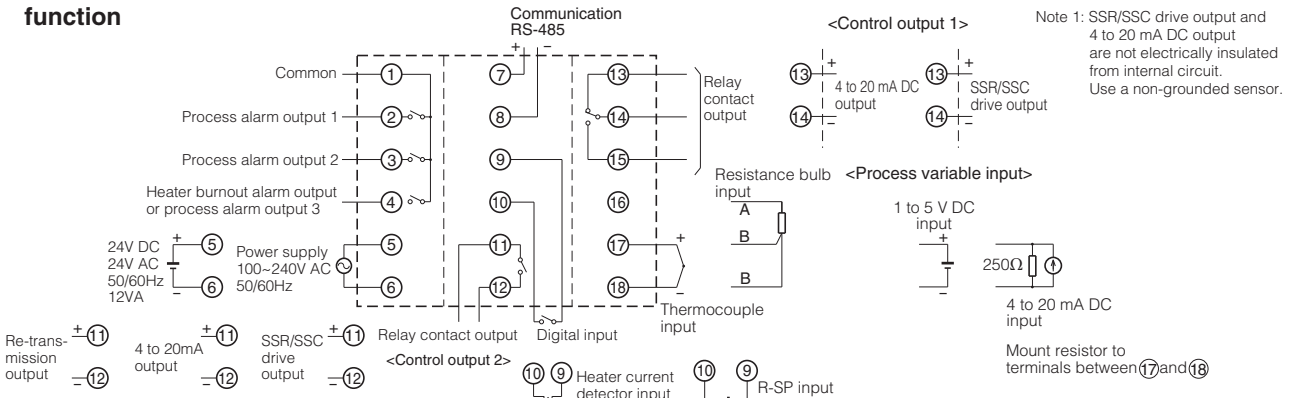 function
Communication
RS-485
+ −
Common
Process alarm output 1
Process alarm output 2
Heater burnout alarm output
or process alarm output 3
1
2
3
4
5
6
7
8
9
10
11
12
13
14
15
16
17
18
Relay
contact
output
<Control output 1>
13
14
+
−
4 to 20 mA DC
output
13
14
+
−
SSR/SSC
drive output
Note 1: SSR/SSC drive output and
4 to 20 mA DC output
are not electrically insulated
from internal circuit.
Use a non-grounded sensor.
24V DC
24V AC
50/60Hz
12VA
+
−
5
6
Power supply
100~240V AC
50/60Hz
Resistance bulb
input
A
B
B
+
−
Thermocouple
input
<Process variable input>
1 to 5 V DC
input
+
−
250Ω
4 to 20 mA DC
input
Mount resistor to
terminals between 17 and 18
Re-trans-
mission
output
+ 11
− 12
4 to 20mA
output
+ 11
− 12
SSR/SSC
drive
output
+ 11
− 12
Relay contact output
Digital input
<Control output 2>
10 9
Heater current
detector input
10 9
R-SP input